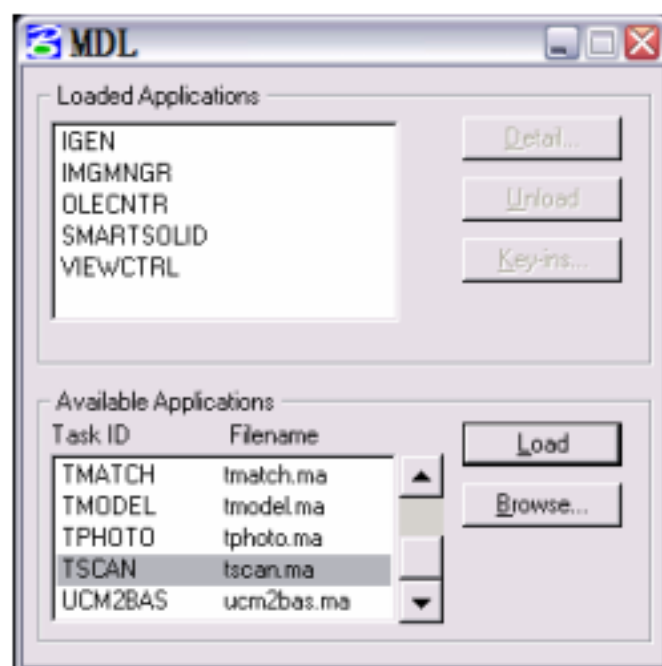 MDL
Loaded Applications
IGEN
IMGMNGR
OLECNTR
SMARTSOLID
VIEWCTRL
Detail...
Unload
Key-ins...
Available Applications
Task ID Filename
TMATCH tmatch.ma
TMODEL tmodel.ma
TPHOTO tphoto.ma
TSCAN tscan.ma
UCM2BAS ucm2bas.ma
Load
Browse...